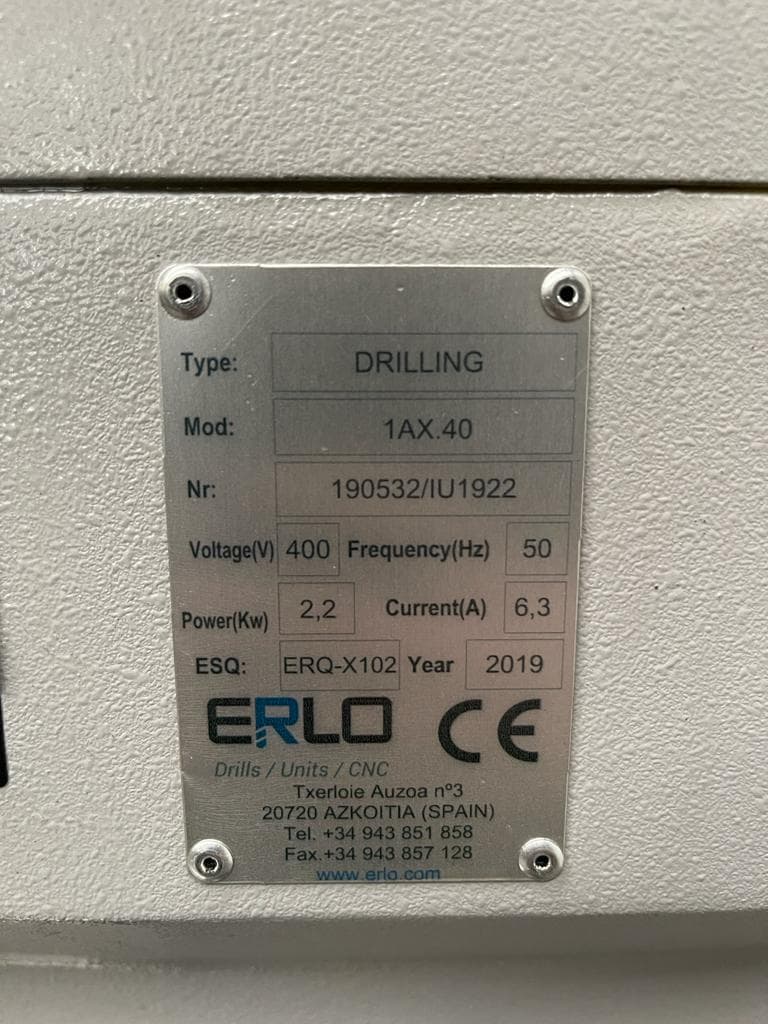 Type: DRILLING
Mod: 1AX.40
Nr: 190532/IU1922
Voltage(V) 400 Frequency(Hz) 50
Power(Kw) 2,2 Current(A) 6,3
ESQ: ERQ-X102 Year 2019
ERLO CE
Drills / Units / CNC
Txerloie Auzoa nº3
20720 AZKOITIA (SPAIN)
Tel. +34 943 851 858
Fax.+34 943 857 128
www.erlo.com